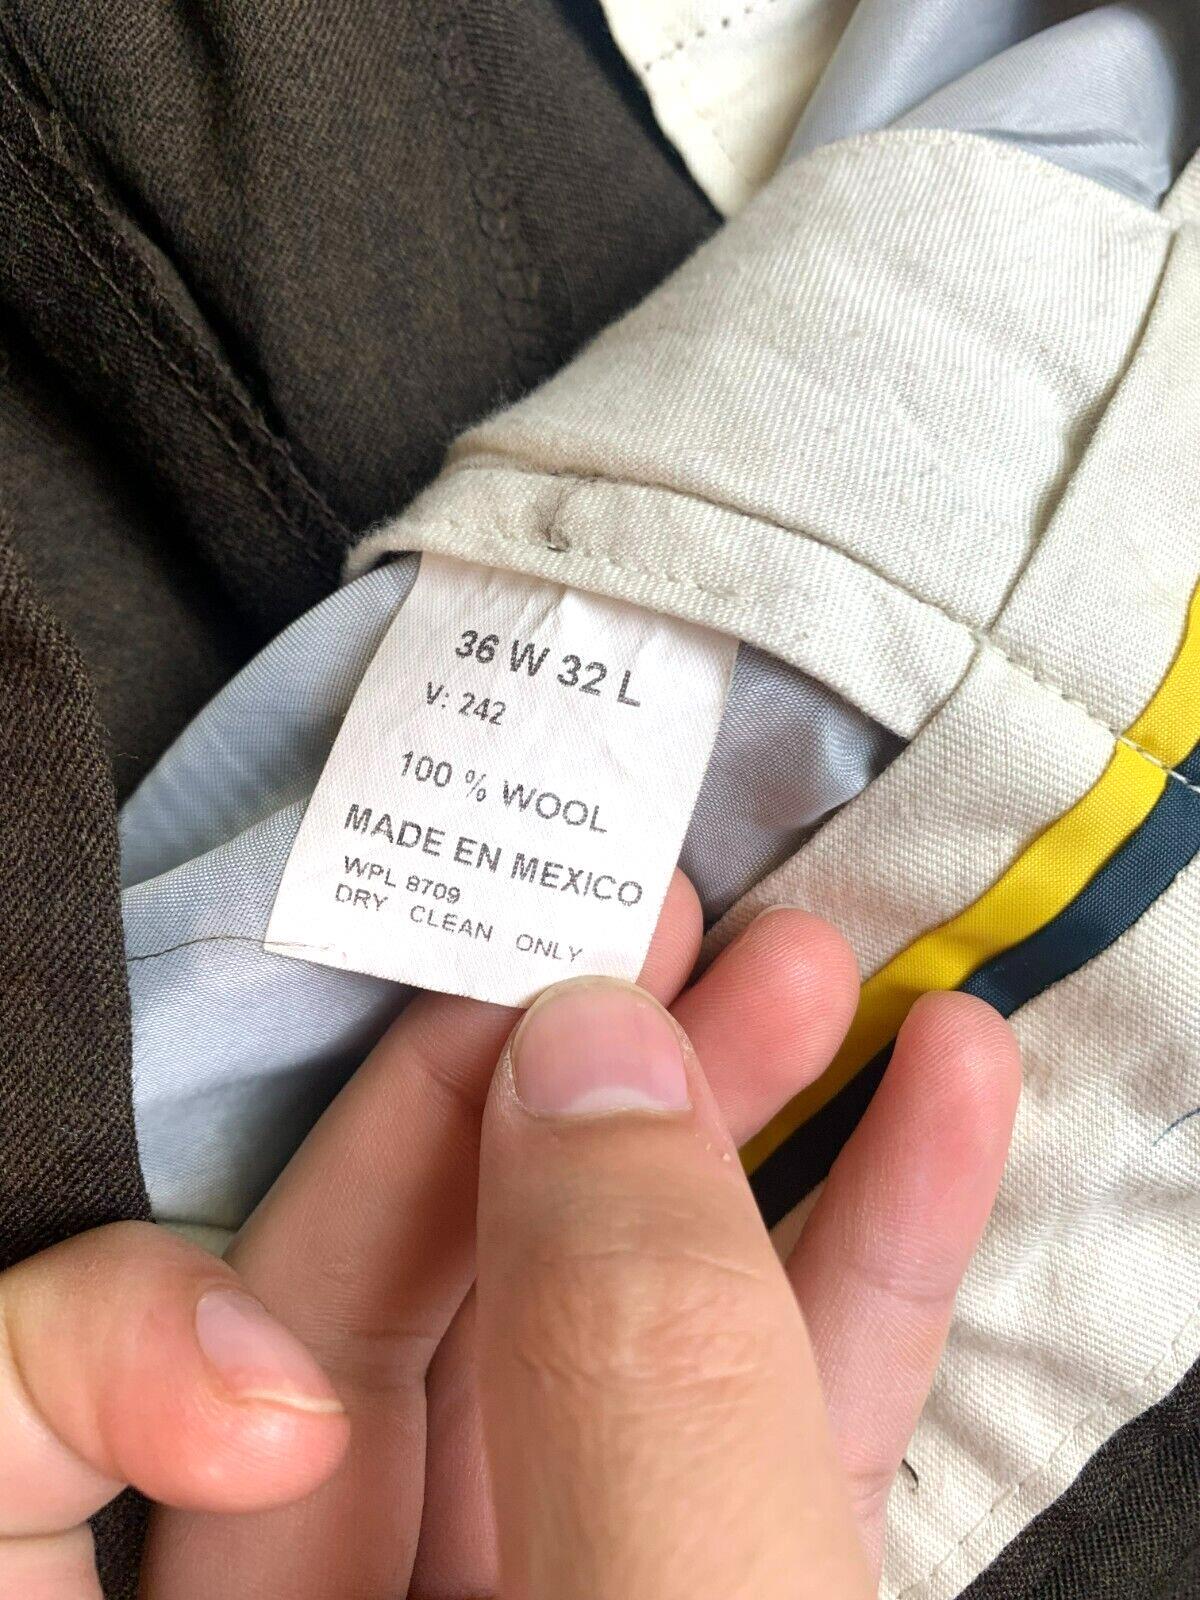 36 W 32 L
V: 242
100 % WOOL
MADE EN MEXICO
WPL 8709
DRY CLEAN ONLY